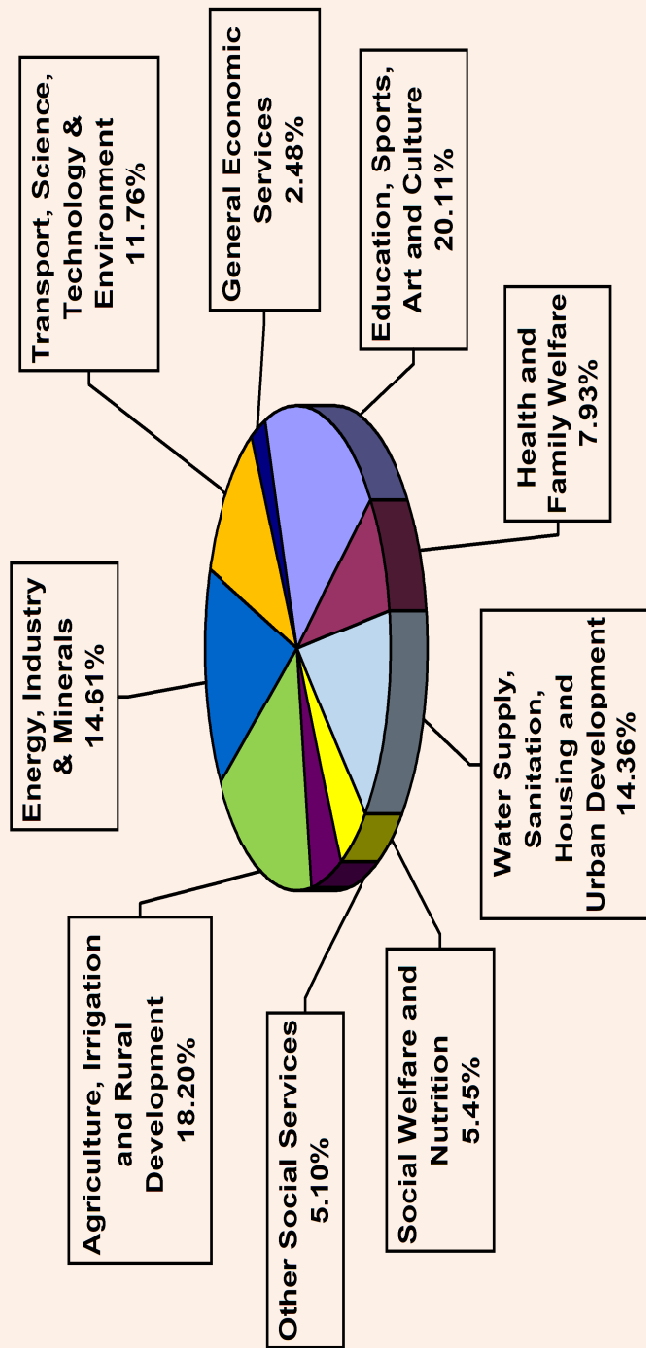 Energy, Industry
& Minerals
14.61%
Transport, Science,
Technology &
Environment
11.76%
General Economic
Services
2.48%
Education, Sports,
Art and Culture
20.11%
Health and
Family Welfare
7.93%
Water Supply,
Sanitation,
Housing and
Urban Development
14.36%
Social Welfare and
Nutrition
5.45%
Other Social Services
5.10%
Agriculture, Irrigation
and Rural
Development
18.20%